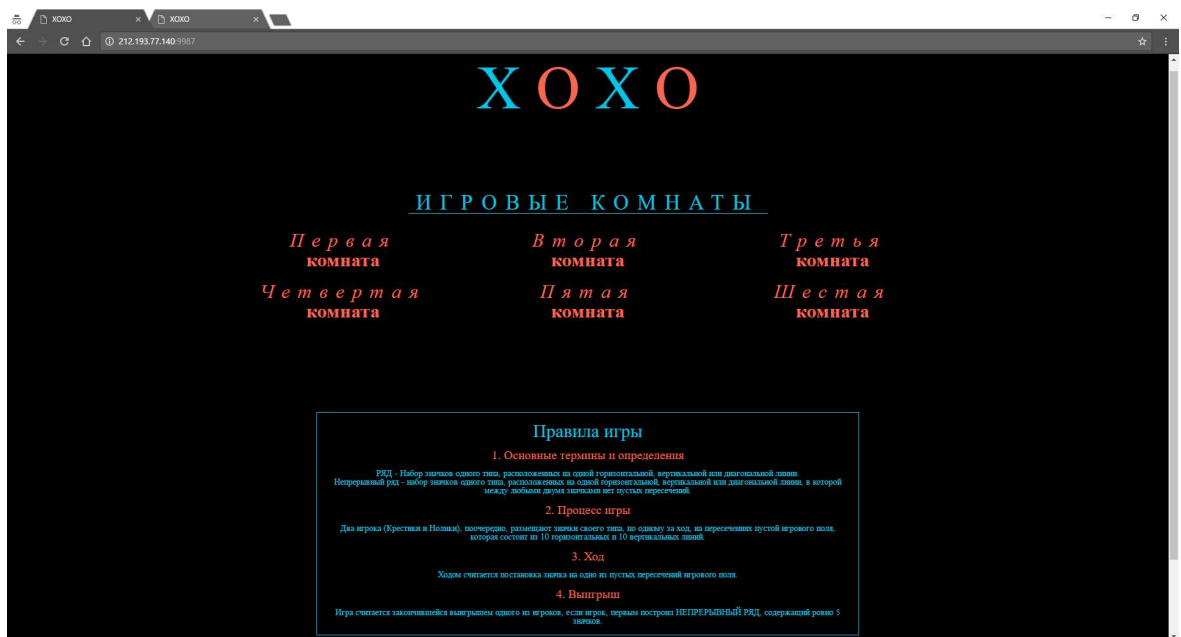 XOXO
XOXO
212.193.77.140:9987
X O X O
ИГРОВЫЕ КОМНАТЫ
Первая Вторая Третья
комната комната комната
Четвертая Пятая Шестая
комната комната комната
Правила игры
1. Основные термины и определения
РЯД - Набор значков одного типа, расположенных на одной горизонтальной, вертикальной или диагональной линии.
Непрерывный ряд - набор значков одного типа, расположенных на одной горизонтальной, вертикальной или диагональной линии, в которой
между любыми двумя значками нет пустых пересечений.
2. Процесс игры
Два игрока (Крестики и Нолики), поочередно, размещают значки своего типа, по одному за ход, на пересечениях пустой игрового поля,
которая состоит из 10 горизонтальных и 10 вертикальных линий.
3. Ход
Ходом считается постановка значка на одно из пустых пересечений игрового поля.
4. Выигрыш
Игра считается закончившейся выигрышем одного из игроков, если игрок, первым построил НЕПРЕРЫВНЫЙ РЯД, содержащий ровно 5
значков.